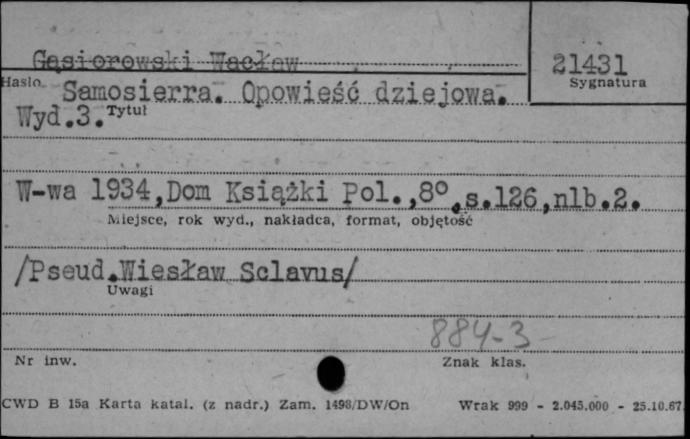 Gąsiorowski Wacław
21431
Hasło
Sygnatura
Samosierra. Opowieść dziejowa.
Wyd.3. Tytuł
W-wa 1934,Dom Książki Pol.,8°,s.126,nlb.2.
Miejsce, rok wyd., nakładca, format, objętość
/Pseud.Wiesław Sclavus/
Uwagi
884-3
Nr inw.
Znak klas.
CWD B 15a Karta katal. (z nadr.) Zam. 1498/DW/On Wrak 999 - 2.045.000 - 25.10.67.